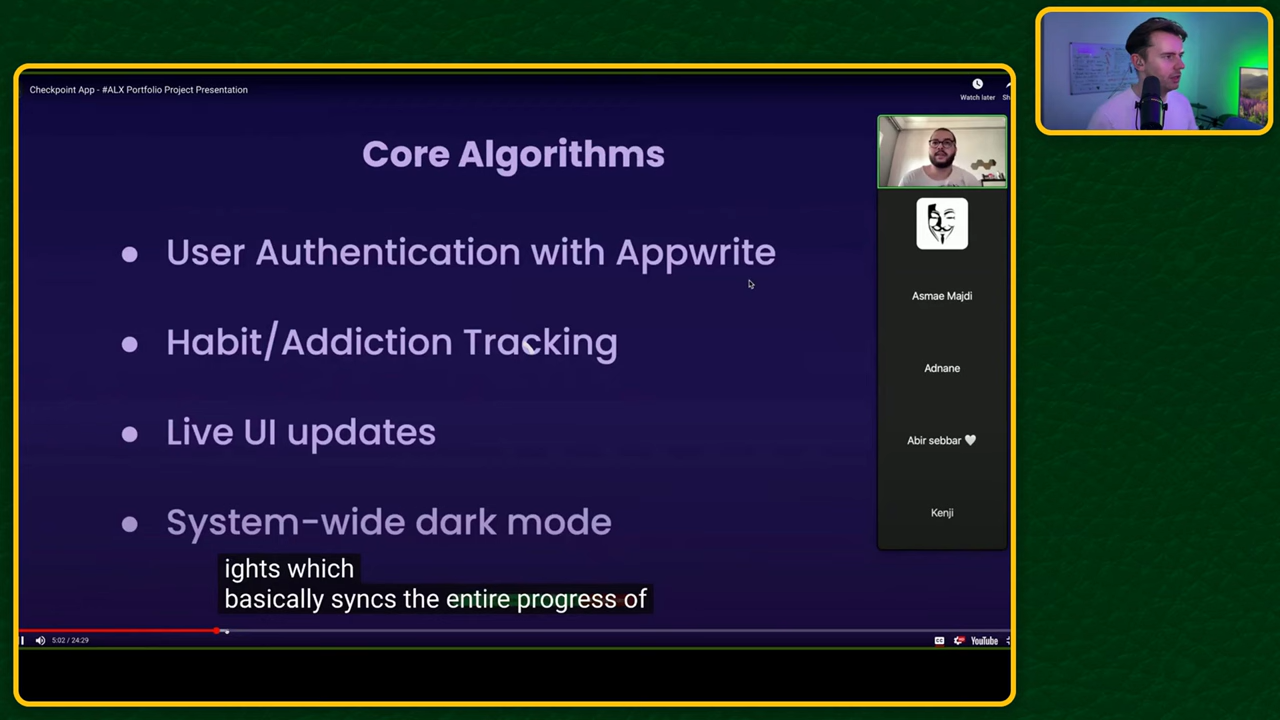 Checkpoint App - #ALX Portfolio Project Presentation
Watch later
Sh
Core Algorithms
● User Authentication with Appwrite
● Habit/Addiction Tracking
● Live UI updates
● System-wide dark mode
Asmae Majdi
Adnane
Abir sebbar 🤍
Kenji
ights which
basically syncs the entire progress of
5:02 / 24:29
CC
YouTube